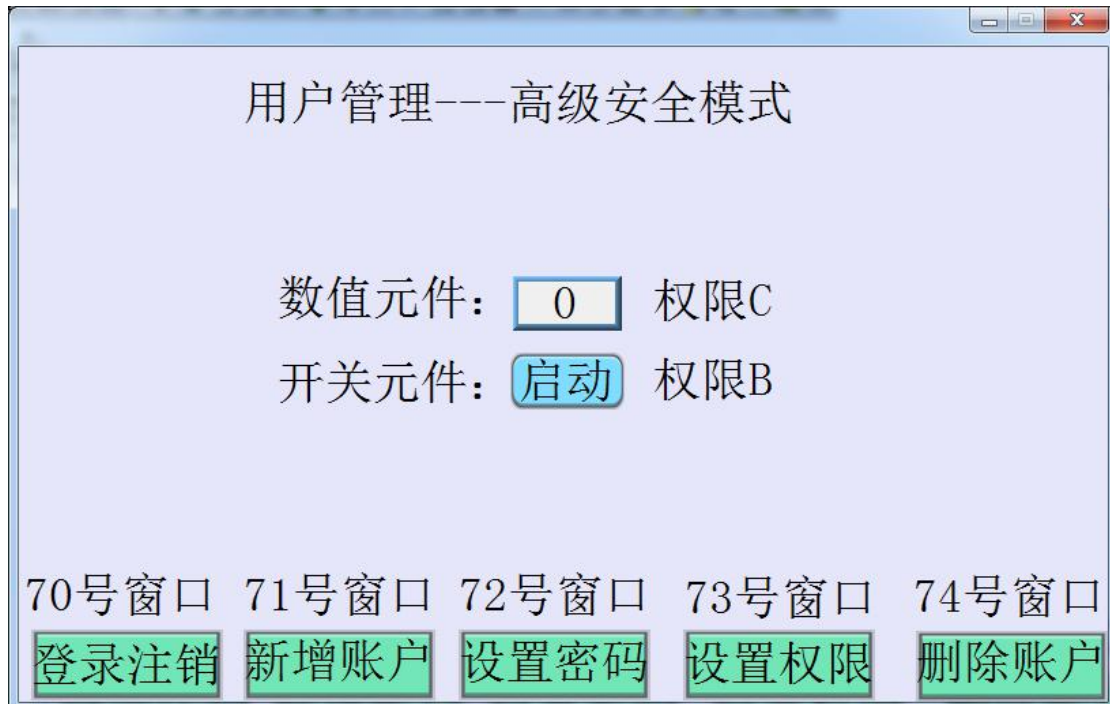 用户管理---高级安全模式
数值元件： 0 权限C
开关元件： 启动 权限B
70号窗口 71号窗口 72号窗口 73号窗口 74号窗口
登录注销 新增账户 设置密码 设置权限 删除账户